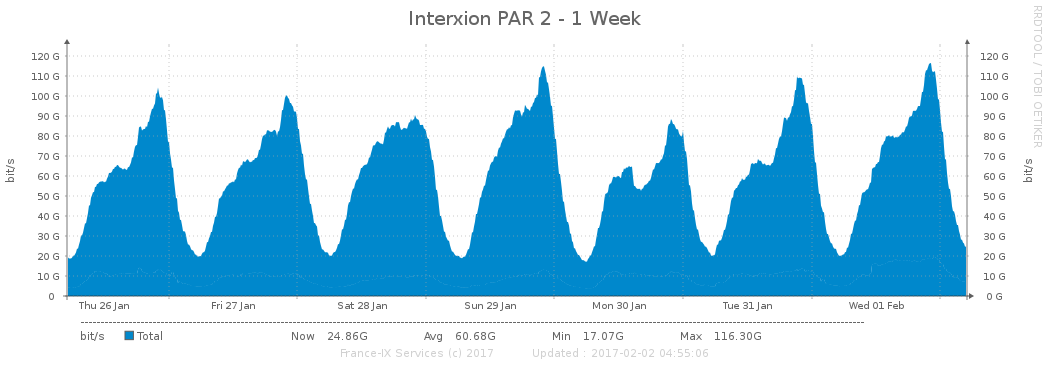 Interxion PAR 2 - 1 Week
RRDTOOL / TOBI OETIKER
bit/s
bit/s
120 G 120 G
110 G 110 G
100 G 100 G
90 G 90 G
80 G 80 G
70 G 70 G
60 G 60 G
50 G 50 G
40 G 40 G
30 G 30 G
20 G 20 G
10 G 10 G
0 0 G
Thu 26 Jan Fri 27 Jan Sat 28 Jan Sun 29 Jan Mon 30 Jan Tue 31 Jan Wed 01 Feb
bit/s Total Now 24.86G Avg 60.68G Min 17.07G Max 116.30G
France-IX Services (c) 2017 Updated : 2017-02-02 04:55:06